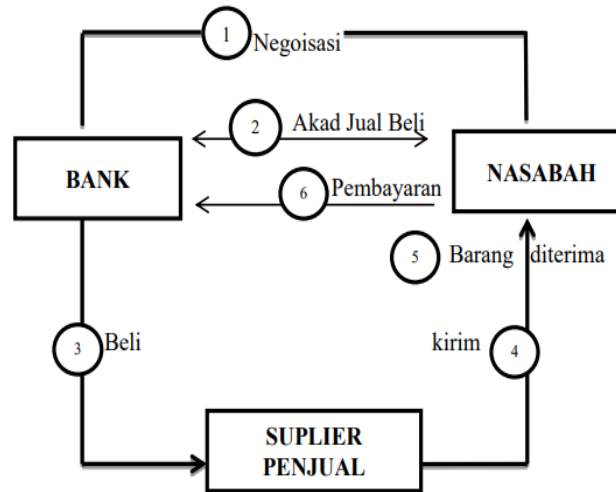 1
Negoisasi
2
Akad Jual Beli
BANK
NASABAH
6
Pembayaran
5
Barang diterima
3
Beli
kirim
4
SUPLIER
PENJUAL